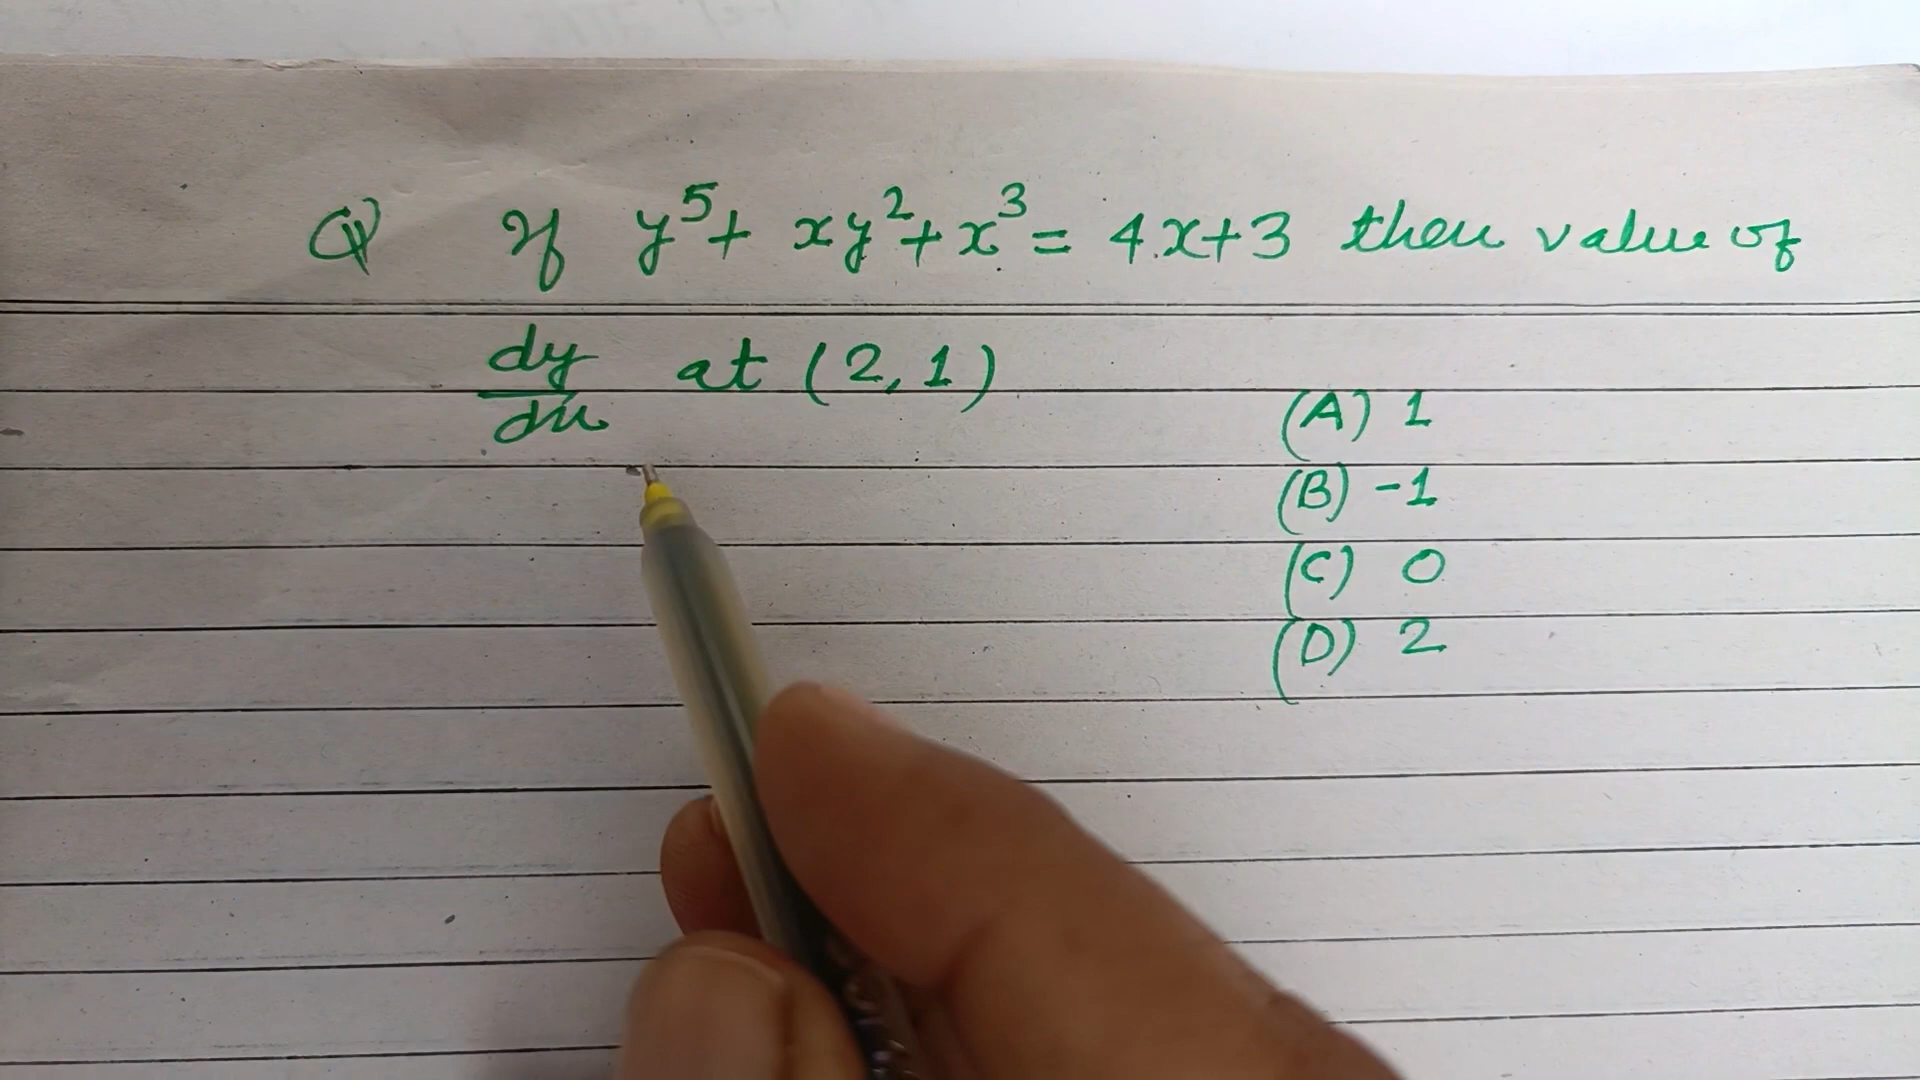 Q If y⁵ + xy² + x³ = 4x+3 then value of
dy/dx at (2,1)
(A) 1
(B) -1
(C) 0
(D) 2